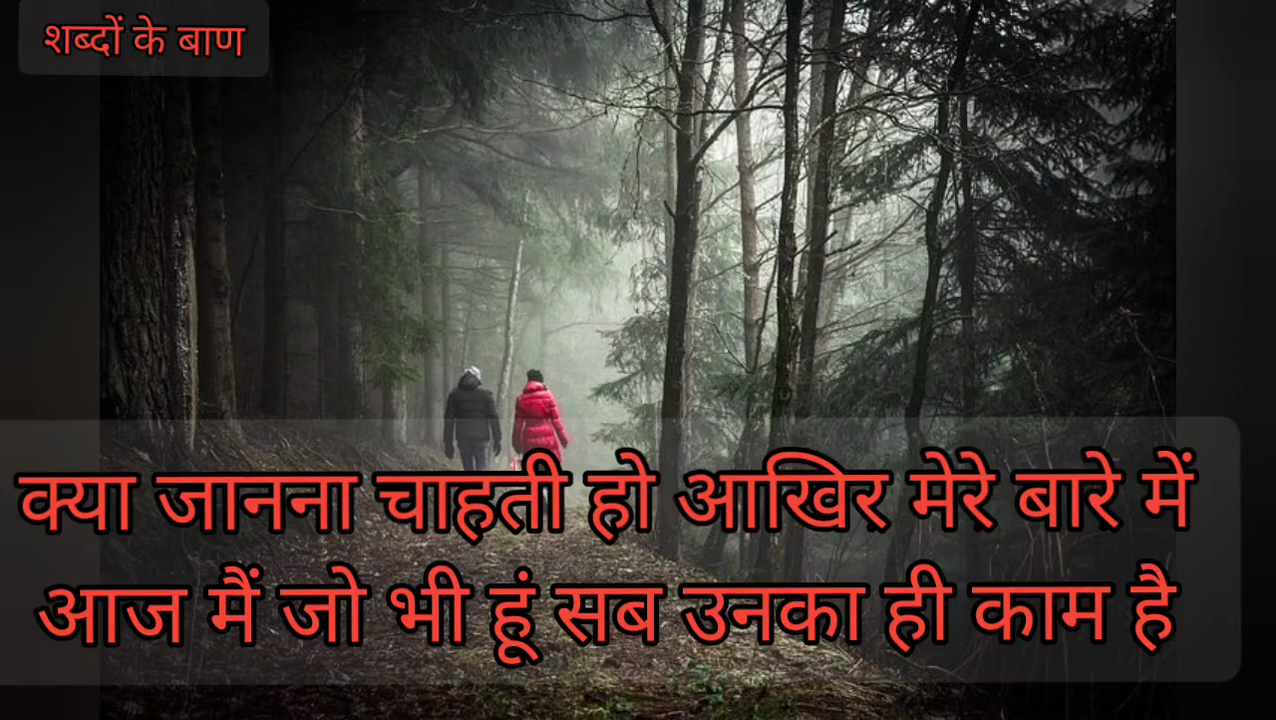 शब्दों के बाण
क्या जानना चाहती हो आखिर मेरे बारे में
आज मैं जो भी हूं सब उनका ही काम है